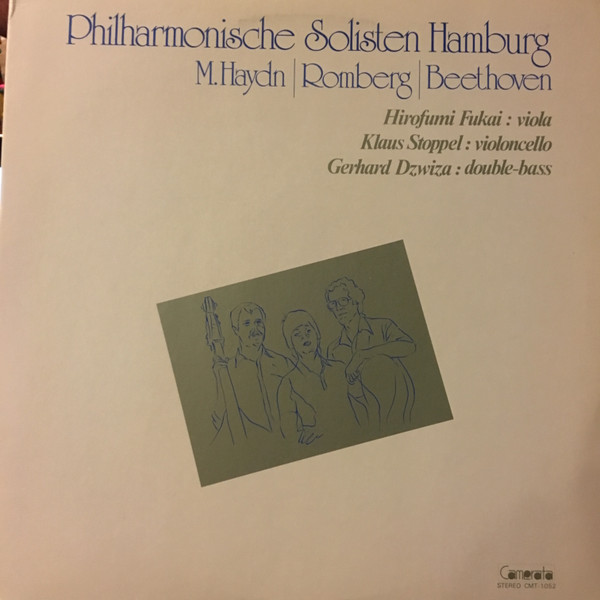 Philharmonische Solisten Hamburg
M.Haydn | Romberg | Beethoven
Hirofumi Fukai : viola
Klaus Stoppel : violoncello
Gerhard Dzwiza : double-bass
Camerata
STEREO CMT-1052